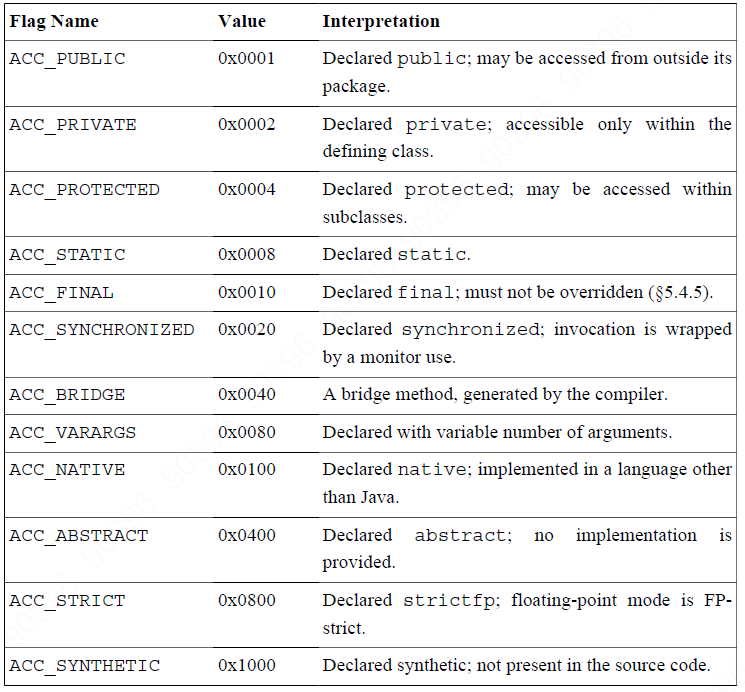 Flag Name Value Interpretation
ACC_PUBLIC 0x0001 Declared public; may be accessed from outside its
package.
ACC_PRIVATE 0x0002 Declared private; accessible only within the
defining class.
ACC_PROTECTED 0x0004 Declared protected; may be accessed within
subclasses.
ACC_STATIC 0x0008 Declared static.
ACC_FINAL 0x0010 Declared final; must not be overridden (§5.4.5).
ACC_SYNCHRONIZED 0x0020 Declared synchronized; invocation is wrapped
by a monitor use.
ACC_BRIDGE 0x0040 A bridge method, generated by the compiler.
ACC_VARARGS 0x0080 Declared with variable number of arguments.
ACC_NATIVE 0x0100 Declared native; implemented in a language other
than Java.
ACC_ABSTRACT 0x0400 Declared abstract; no implementation is
provided.
ACC_STRICT 0x0800 Declared strictfp; floating-point mode is FP-
strict.
ACC_SYNTHETIC 0x1000 Declared synthetic; not present in the source code.